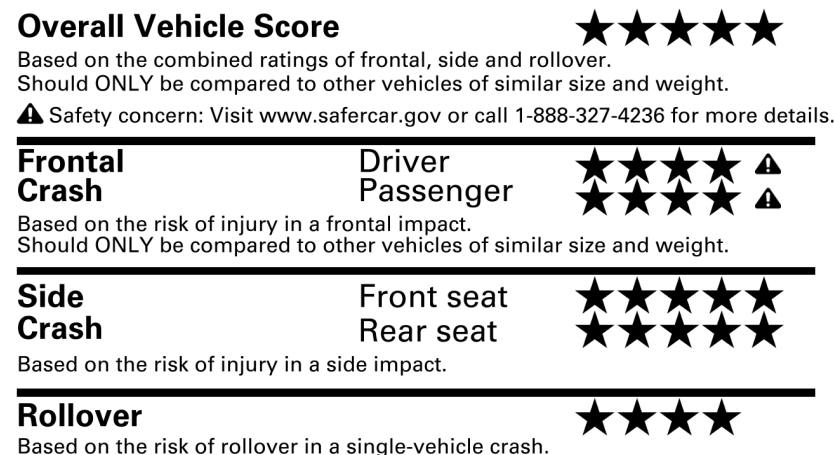 Overall Vehicle Score ★★★★★
Based on the combined ratings of frontal, side and rollover.
Should ONLY be compared to other vehicles of similar size and weight.
⚠ Safety concern: Visit www.safercar.gov or call 1-888-327-4236 for more details.
Frontal Driver ★★★★ ⚠
Crash Passenger ★★★★ ⚠
Based on the risk of injury in a frontal impact.
Should ONLY be compared to other vehicles of similar size and weight.
Side Front seat ★★★★★
Crash Rear seat ★★★★★
Based on the risk of injury in a side impact.
Rollover ★★★★
Based on the risk of rollover in a single-vehicle crash.